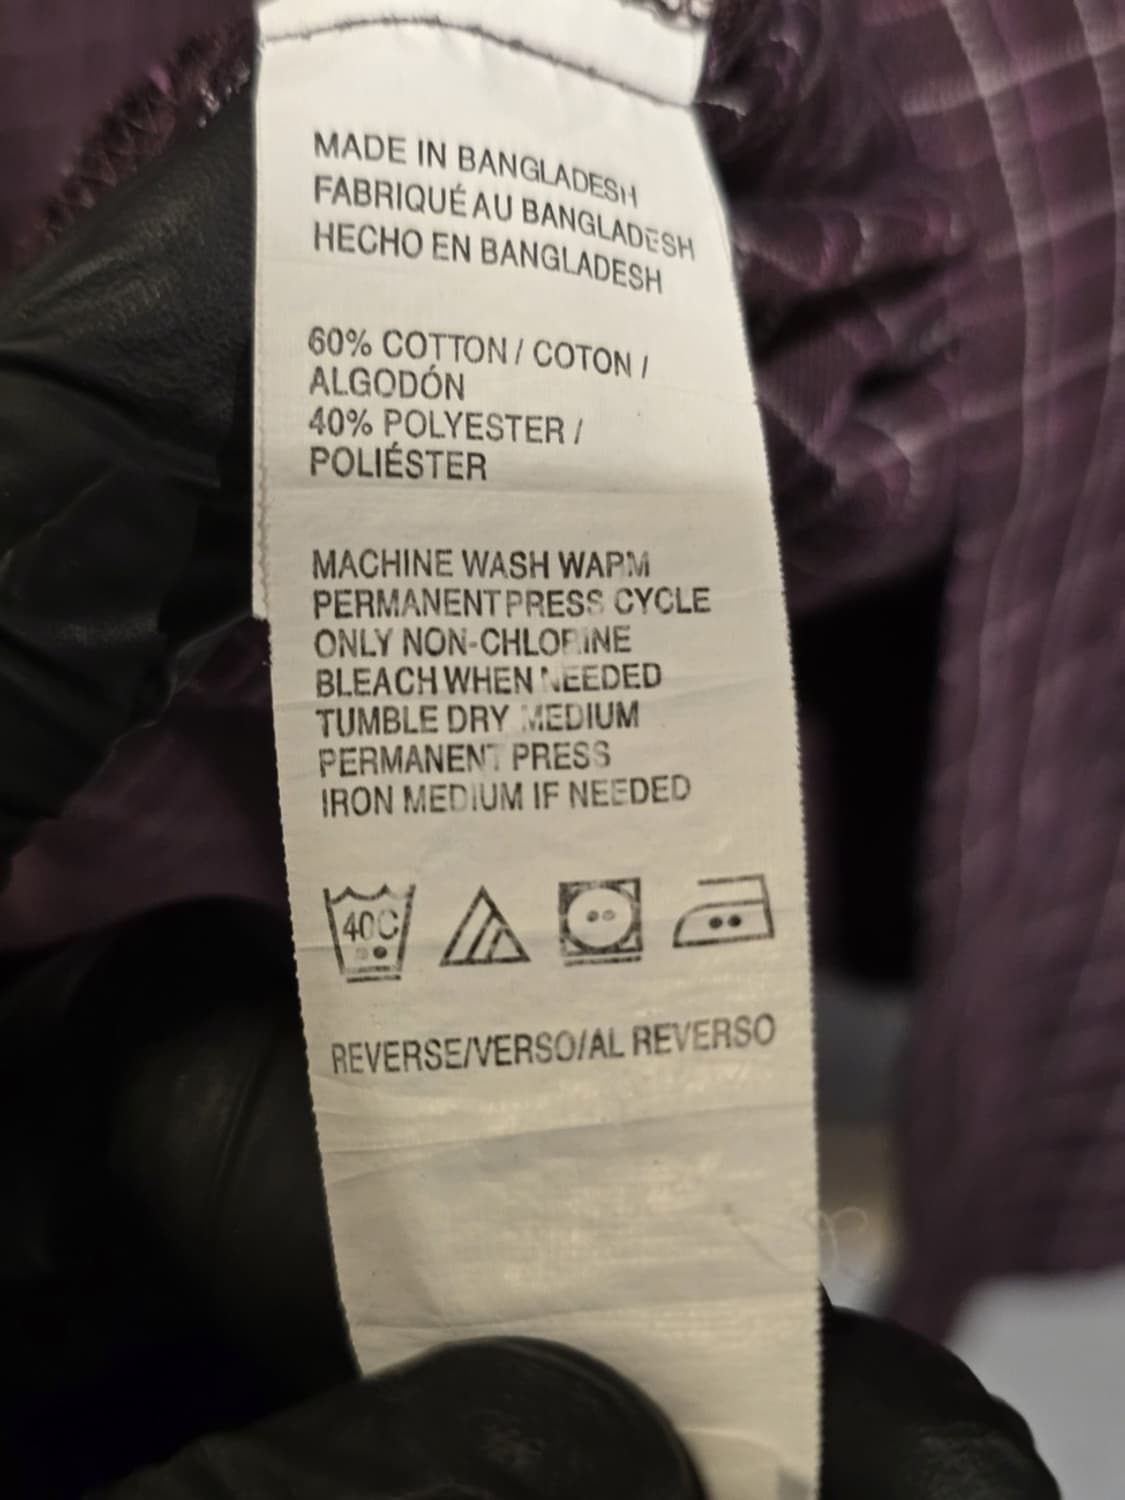 MADE IN BANGLADESH
FABRIQUÉ AU BANGLADESH
HECHO EN BANGLADESH
60% COTTON / COTON /
ALGODÓN
40% POLYESTER /
POLIÉSTER
MACHINE WASH WARM
PERMANENT PRESS CYCLE
ONLY NON-CHLORINE
BLEACH WHEN NEEDED
TUMBLE DRY MEDIUM
PERMANENT PRESS
IRON MEDIUM IF NEEDED
40C
REVERSE/VERSO/AL REVERSO